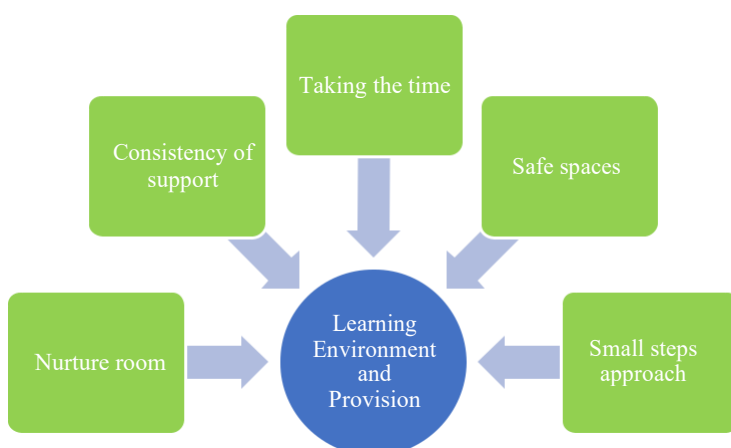 Taking the time
Consistency of
support
Safe spaces
Nurture room
Learning
Environment
and
Provision
Small steps
approach